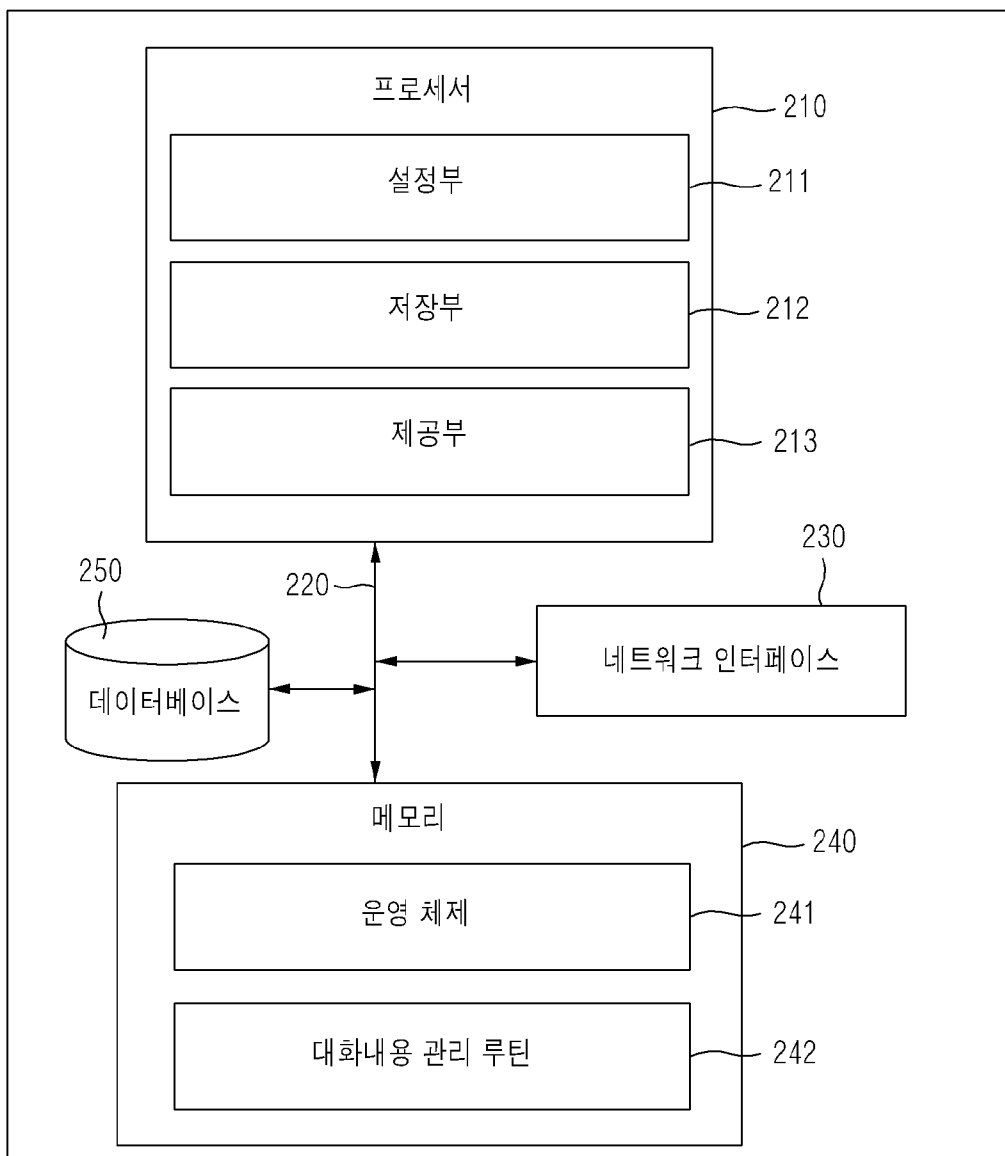 프로세서
210
설정부
211
저장부
212
제공부
213
250
220
230
데이터베이스
네트워크 인터페이스
메모리
240
운영 체제
241
대화내용 관리 루틴
242